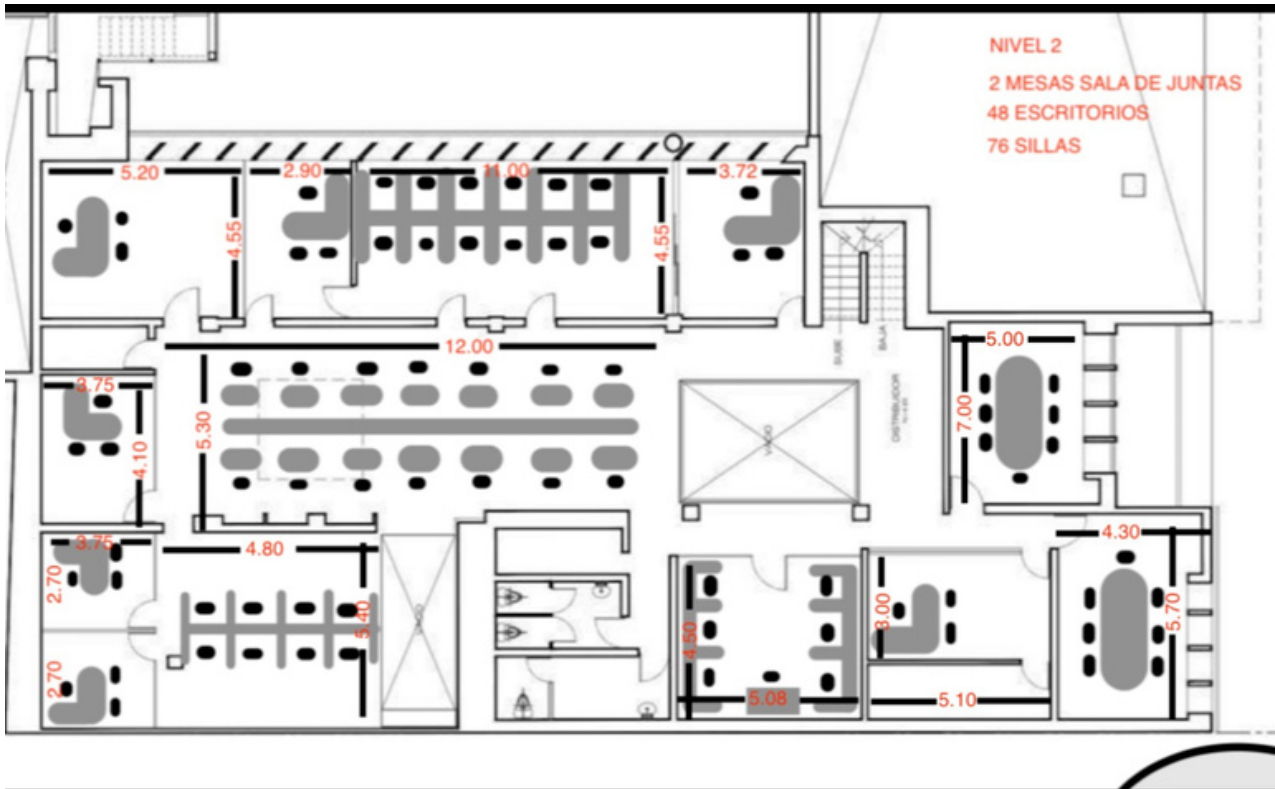 NIVEL 2
2 MESAS SALA DE JUNTAS
48 ESCRITORIOS
76 SILLAS
5.20
2.90
11.00
3.72
4.55
4.55
12.00
5.00
SUBE
BAJA
3.75
5.30
4.10
7.00
DISTRIBUIDOR
VACIO
3.75
4.80
4.30
2.70
5.40
VACIO
4.50
3.00
5.70
2.70
5.08
5.10